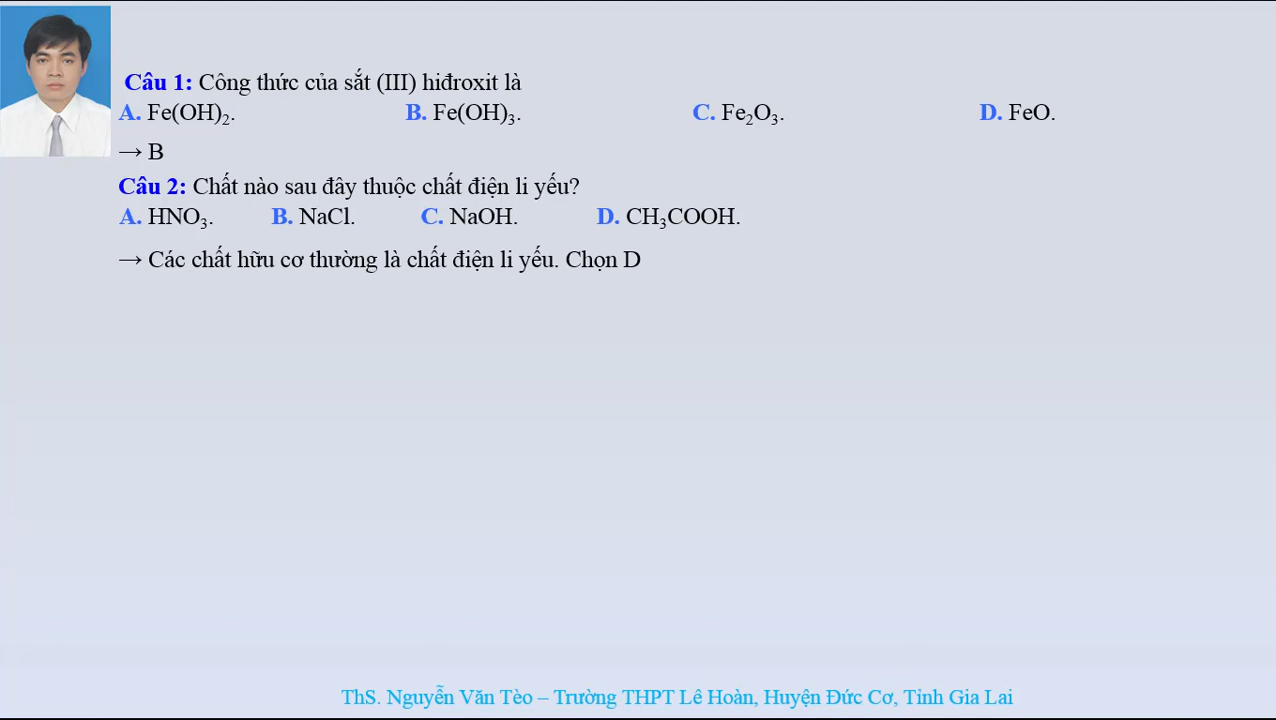 Câu 1: Công thức của sắt (III) hiđroxit là
A. Fe(OH)₂. B. Fe(OH)₃. C. Fe₂O₃. D. FeO.
→ B
Câu 2: Chất nào sau đây thuộc chất điện li yếu?
A. HNO₃. B. NaCl. C. NaOH. D. CH₃COOH.
→ Các chất hữu cơ thường là chất điện li yếu. Chọn D
ThS. Nguyễn Văn Tèo – Trường THPT Lê Hoàn, Huyện Đức Cơ, Tỉnh Gia Lai